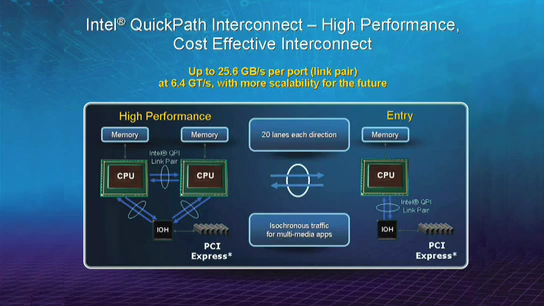 Intel® QuickPath Interconnect – High Performance,
Cost Effective Interconnect
Up to 25.6 GB/s per port (link pair)
at 6.4 GT/s, with more scalability for the future
High Performance
Memory
Memory
Intel® QPI
Link Pair
CPU
CPU
IOH
PCI
Express*
20 lanes each direction
Isochronous traffic
for multi-media apps
Entry
Memory
CPU
Intel® QPI
Link Pair
IOH
PCI
Express*